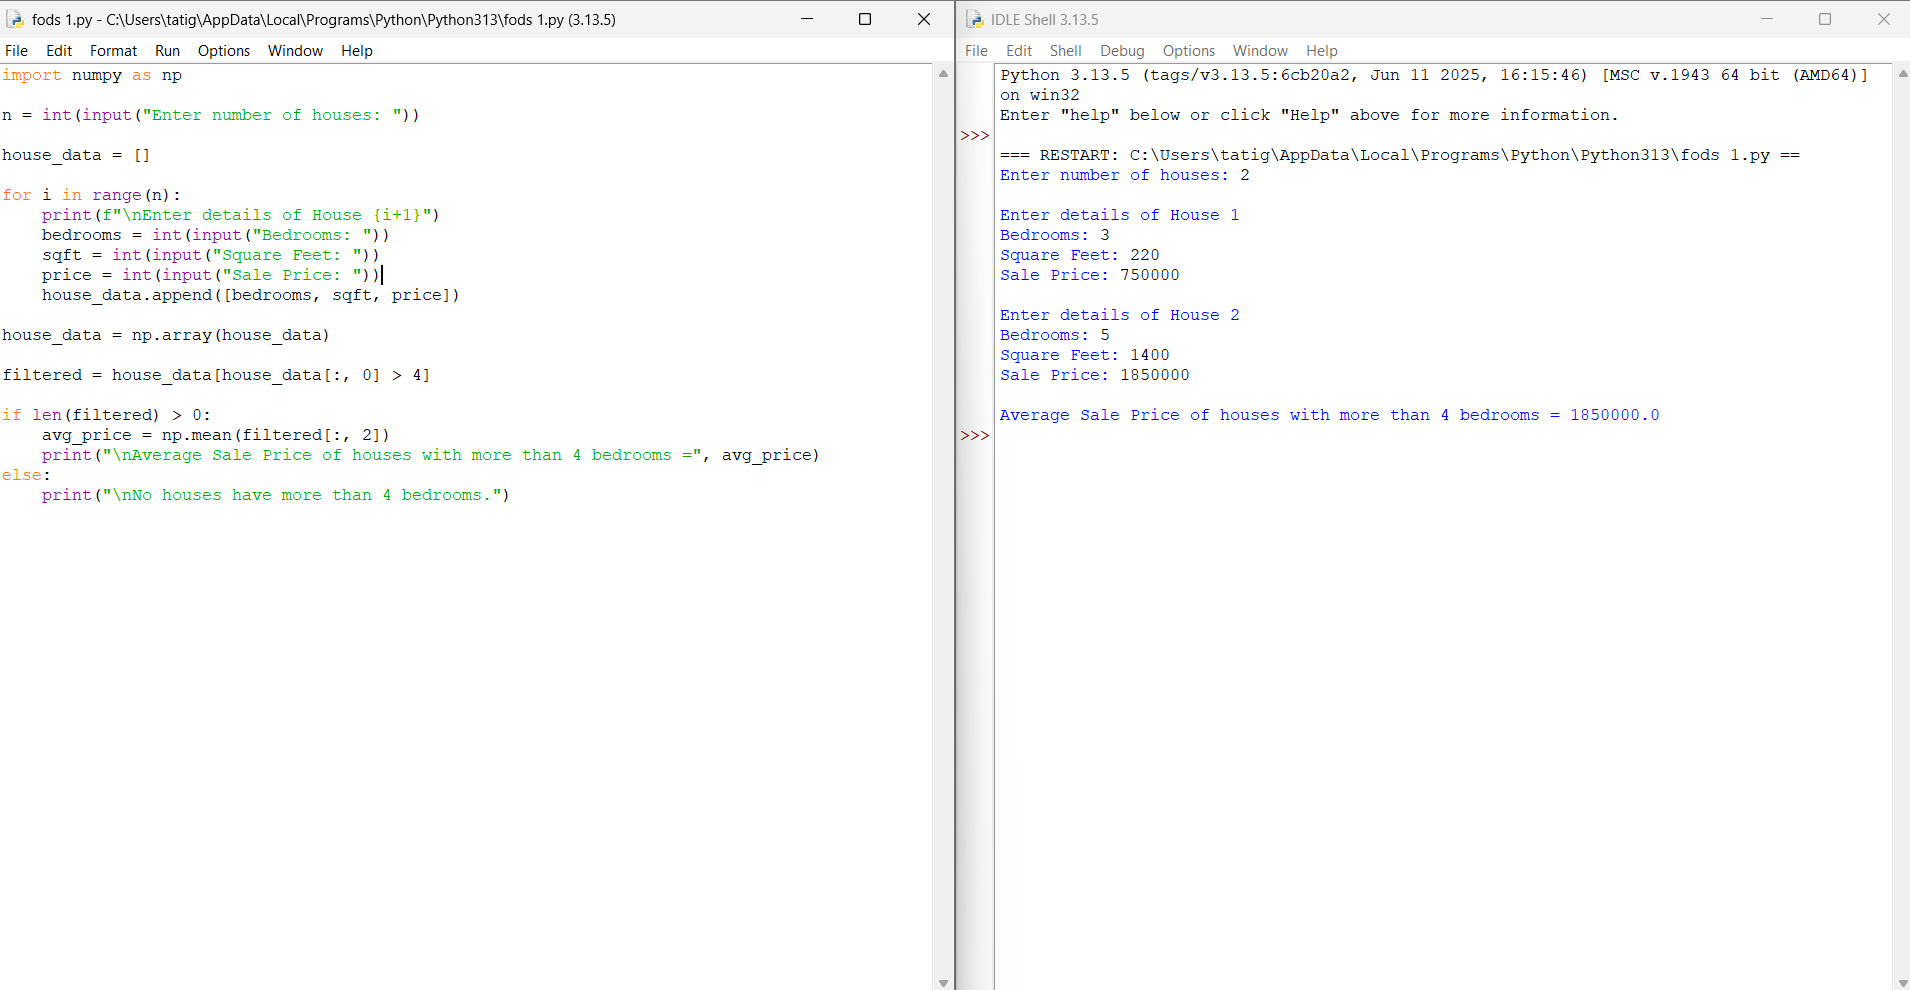 fods 1.py - C:\Users\tatig\AppData\Local\Programs\Python\Python313\fods 1.py (3.13.5)
File Edit Format Run Options Window Help
import numpy as np
n = int(input("Enter number of houses: "))
house_data = []
for i in range(n):
    print(f"\nEnter details of House {i+1}")
    bedrooms = int(input("Bedrooms: "))
    sqft = int(input("Square Feet: "))
    price = int(input("Sale Price: "))
    house_data.append([bedrooms, sqft, price])
house_data = np.array(house_data)
filtered = house_data[house_data[:, 0] > 4]
if len(filtered) > 0:
    avg_price = np.mean(filtered[:, 2])
    print("\nAverage Sale Price of houses with more than 4 bedrooms =", avg_price)
else:
    print("\nNo houses have more than 4 bedrooms.")
IDLE Shell 3.13.5
File Edit Shell Debug Options Window Help
Python 3.13.5 (tags/v3.13.5:6cb20a2, Jun 11 2025, 16:15:46) [MSC v.1943 64 bit (AMD64)]
on win32
Enter "help" below or click "Help" above for more information.
>>>
=== RESTART: C:\Users\tatig\AppData\Local\Programs\Python\Python313\fods 1.py ==
Enter number of houses: 2
Enter details of House 1
Bedrooms: 3
Square Feet: 220
Sale Price: 750000
Enter details of House 2
Bedrooms: 5
Square Feet: 1400
Sale Price: 1850000
Average Sale Price of houses with more than 4 bedrooms = 1850000.0
>>>